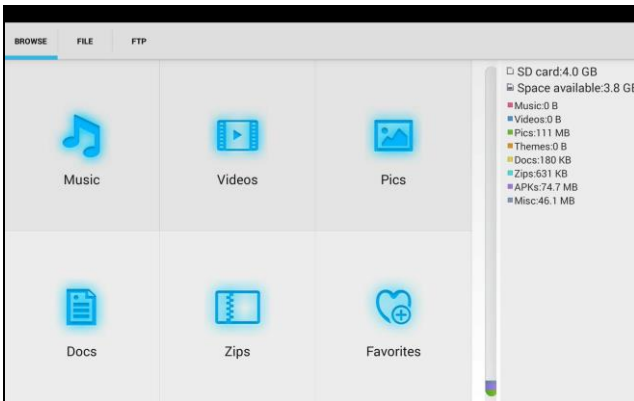 BROWSE FILE FTP
Music Videos Pics
Docs Zips Favorites
SD card:4.0 GB
Space available:3.8 GB
Music:0 B
Videos:0 B
Pics:111 MB
Themes:0 B
Docs:180 KB
Zips:631 KB
APKs:74.7 MB
Misc:46.1 MB